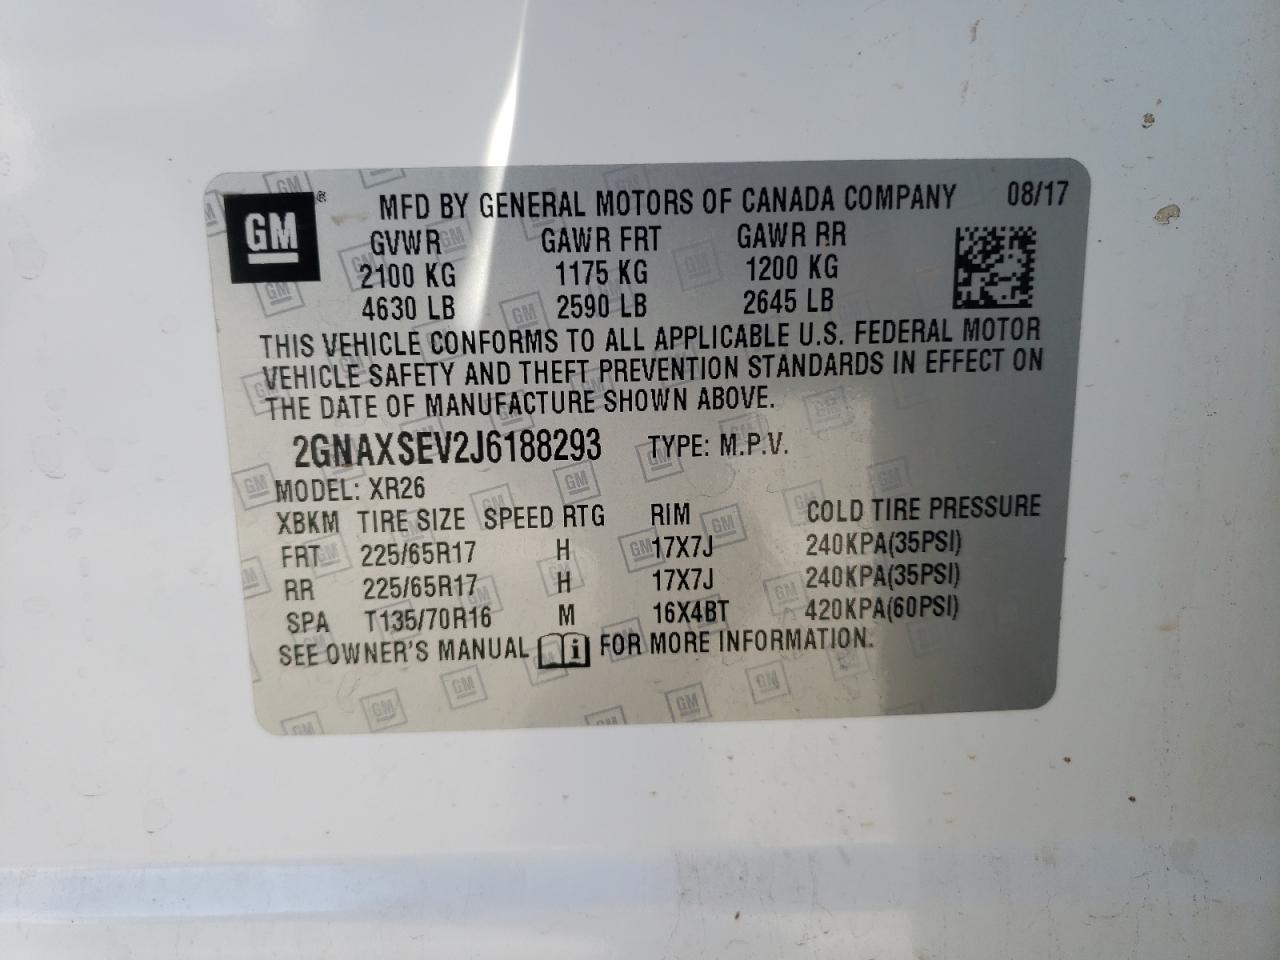 GM ® MFD BY GENERAL MOTORS OF CANADA COMPANY 08/17
GVWR GAWR FRT GAWR RR
2100 KG 1175 KG 1200 KG
4630 LB 2590 LB 2645 LB
THIS VEHICLE CONFORMS TO ALL APPLICABLE U.S. FEDERAL MOTOR
VEHICLE SAFETY AND THEFT PREVENTION STANDARDS IN EFFECT ON
THE DATE OF MANUFACTURE SHOWN ABOVE.
2GNAXSEV2J6188293 TYPE: M.P.V.
MODEL: XR26
XBKM TIRE SIZE SPEED RTG RIM COLD TIRE PRESSURE
FRT 225/65R17 H 17X7J 240KPA(35PSI)
RR 225/65R17 H 17X7J 240KPA(35PSI)
SPA T135/70R16 M 16X4BT 420KPA(60PSI)
SEE OWNER'S MANUAL i FOR MORE INFORMATION.